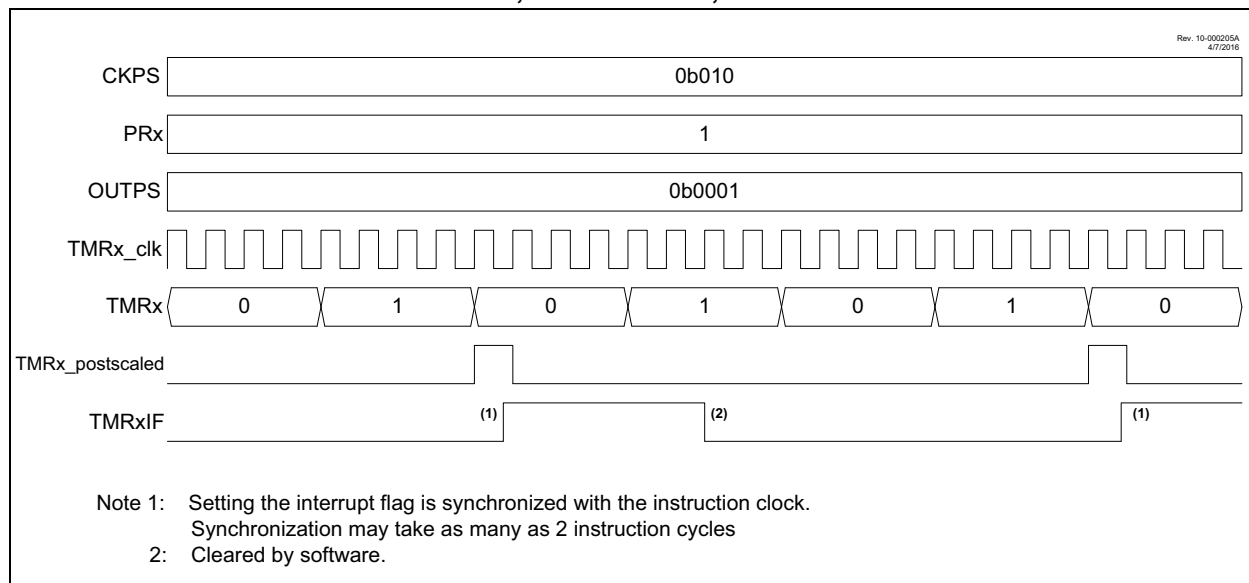 Rev. 10-000205A
4/7/2016
CKPS 0b010
PRx 1
OUTPS 0b0001
TMRx_clk
TMRx 0 1 0 1 0 1 0
TMRx_postscaled
TMRxIF (1) (2) (1)
Note 1: Setting the interrupt flag is synchronized with the instruction clock.
Synchronization may take as many as 2 instruction cycles
2: Cleared by software.